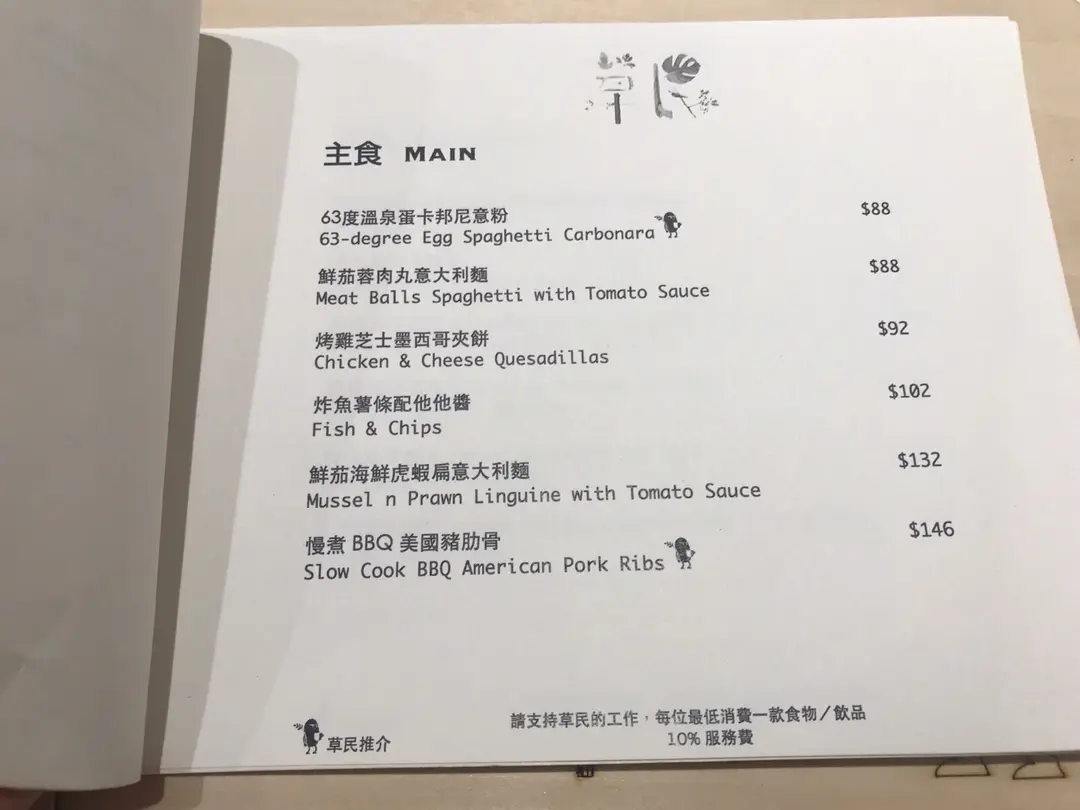 草民
主食 MAIN
63度溫泉蛋卡邦尼意粉 $88
63-degree Egg Spaghetti Carbonara
鮮茄蓉肉丸意大利麵 $88
Meat Balls Spaghetti with Tomato Sauce
烤雞芝士墨西哥夾餅 $92
Chicken & Cheese Quesadillas
炸魚薯條配他他醬 $102
Fish & Chips
鮮茄海鮮虎蝦扁意大利麵 $132
Mussel n Prawn Linguine with Tomato Sauce
慢煮 BBQ 美國豬肋骨 $146
Slow Cook BBQ American Pork Ribs
草民推介
請支持草民的工作，每位最低消費一款食物／飲品
10% 服務費